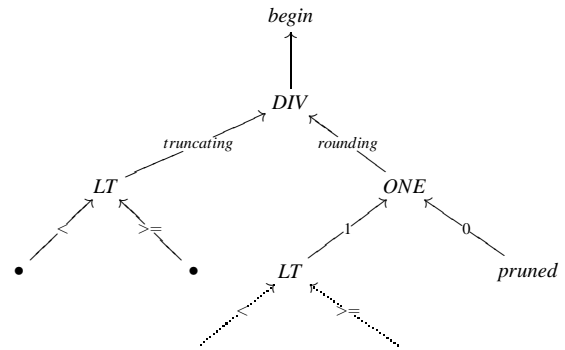 begin
DIV
truncating rounding
LT ONE
< >= 1 0
LT pruned
< >=